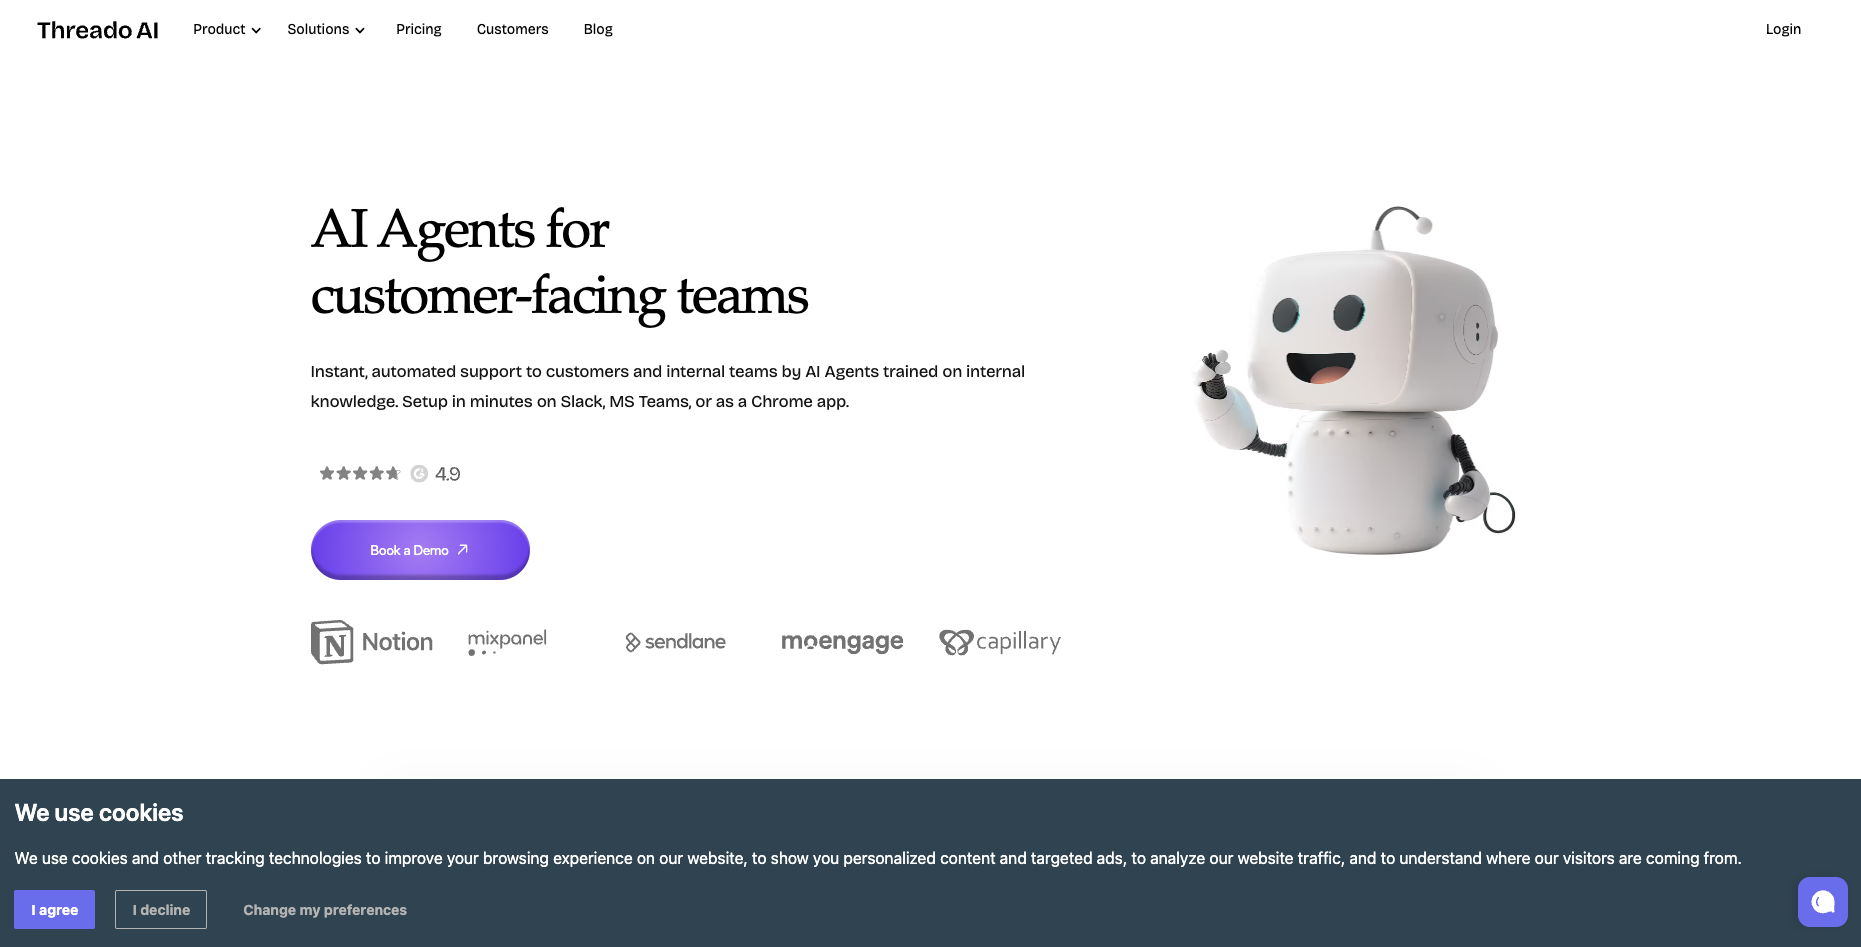 Threado AI
Product
Solutions
Pricing
Customers
Blog
Login
AI Agents for
customer-facing teams
Instant, automated support to customers and internal teams by AI Agents trained on internal
knowledge. Setup in minutes on Slack, MS Teams, or as a Chrome app.
4.9
Book a Demo
Notion
mixpanel
sendlane
moengage
capillary
We use cookies
We use cookies and other tracking technologies to improve your browsing experience on our website, to show you personalized content and targeted ads, to analyze our website traffic, and to understand where our visitors are coming from.
I agree
I decline
Change my preferences